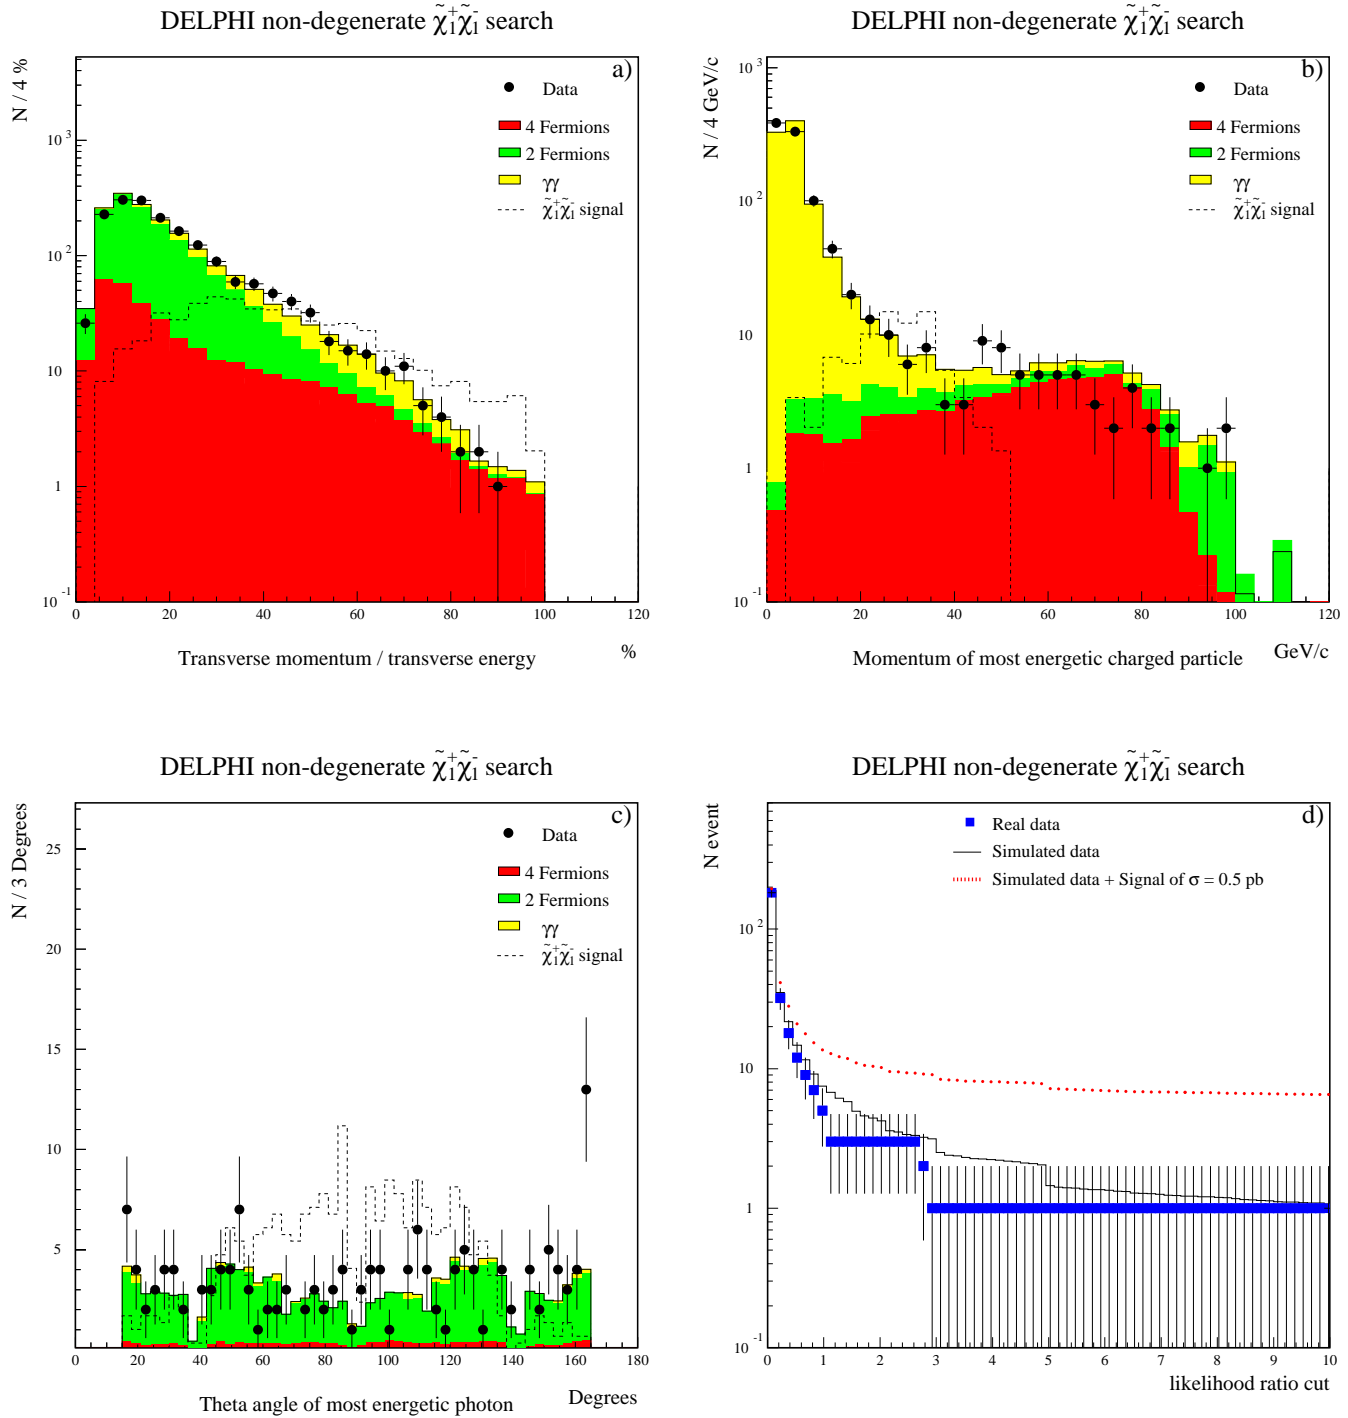 DELPHI non-degenerate χ̃₁⁺χ̃₁⁻ search
a)
N / 4 %
Data
4 Fermions
2 Fermions
γγ
χ̃₁⁺χ̃₁⁻ signal
10³
10²
10
1
10⁻¹
0 20 40 60 80 100 120
Transverse momentum / transverse energy %
DELPHI non-degenerate χ̃₁⁺χ̃₁⁻ search
b)
N / 4 GeV/c
Data
4 Fermions
2 Fermions
γγ
χ̃₁⁺χ̃₁⁻ signal
10³
10²
10
1
10⁻¹
0 20 40 60 80 100 120
Momentum of most energetic charged particle GeV/c
DELPHI non-degenerate χ̃₁⁺χ̃₁⁻ search
c)
N / 3 Degrees
Data
4 Fermions
2 Fermions
γγ
χ̃₁⁺χ̃₁⁻ signal
25
20
15
10
5
0 20 40 60 80 100 120 140 160 180
Theta angle of most energetic photon Degrees
DELPHI non-degenerate χ̃₁⁺χ̃₁⁻ search
d)
N event
Real data
Simulated data
Simulated data + Signal of σ = 0.5 pb
10²
10
1
10⁻¹
0 1 2 3 4 5 6 7 8 9 10
likelihood ratio cut